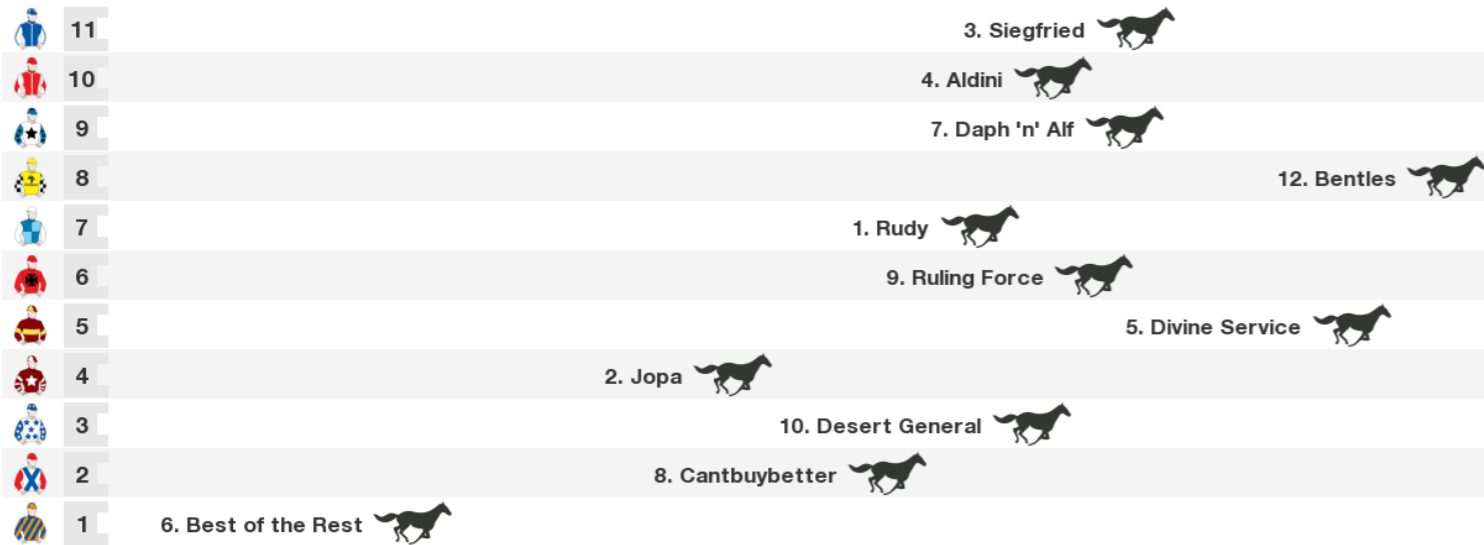 11 3. Siegfried
10 4. Aldini
9 7. Daph 'n' Alf
8 12. Bentles
7 1. Rudy
6 9. Ruling Force
5 5. Divine Service
4 2. Jopa
3 10. Desert General
2 8. Cantbuybetter
1 6. Best of the Rest